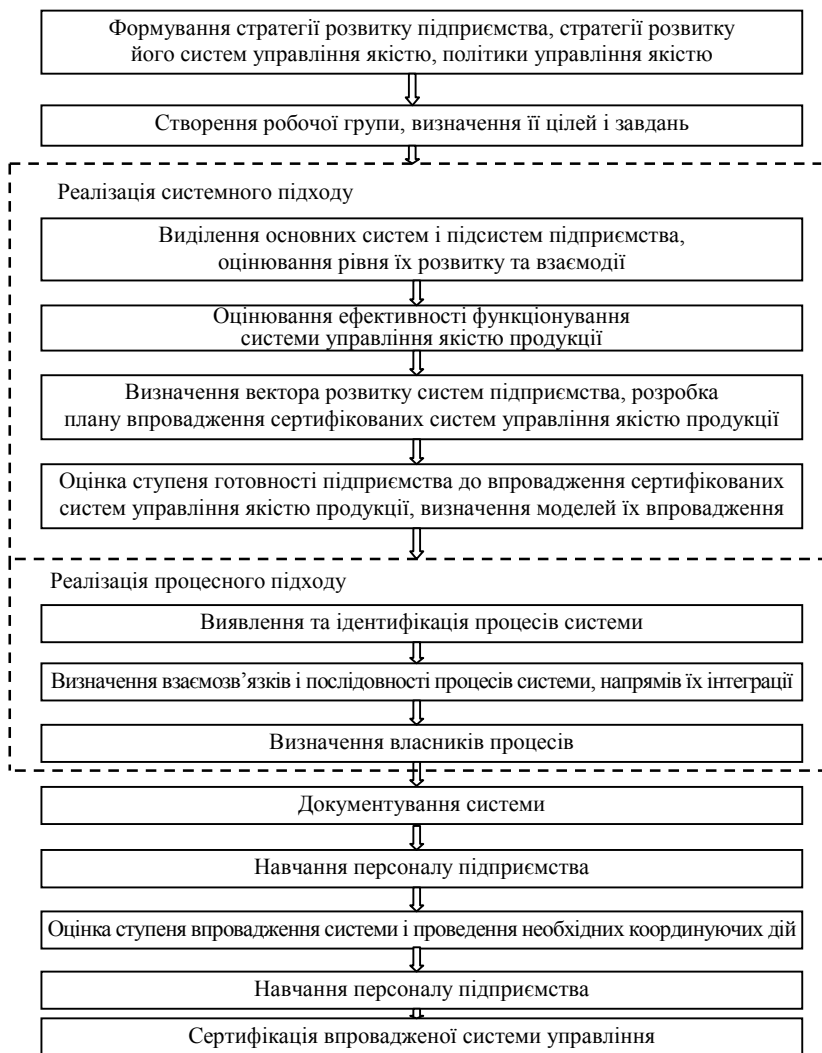 Формування стратегії розвитку підприємства, стратегії розвитку
його систем управління якістю, політики управління якістю
Створення робочої групи, визначення її цілей і завдань
Реалізація системного підходу
Виділення основних систем і підсистем підприємства,
оцінювання рівня їх розвитку та взаємодії
Оцінювання ефективності функціонування
системи управління якістю продукції
Визначення вектора розвитку систем підприємства, розробка
плану впровадження сертифікованих систем управління якістю продукції
Оцінка ступеня готовності підприємства до впровадження сертифікованих
систем управління якістю продукції, визначення моделей їх впровадження
Реалізація процесного підходу
Виявлення та ідентифікація процесів системи
Визначення взаємозв’язків і послідовності процесів системи, напрямів їх інтеграції
Визначення власників процесів
Документування системи
Навчання персоналу підприємства
Оцінка ступеня впровадження системи і проведення необхідних координуючих дій
Навчання персоналу підприємства
Сертифікація впровадженої системи управління